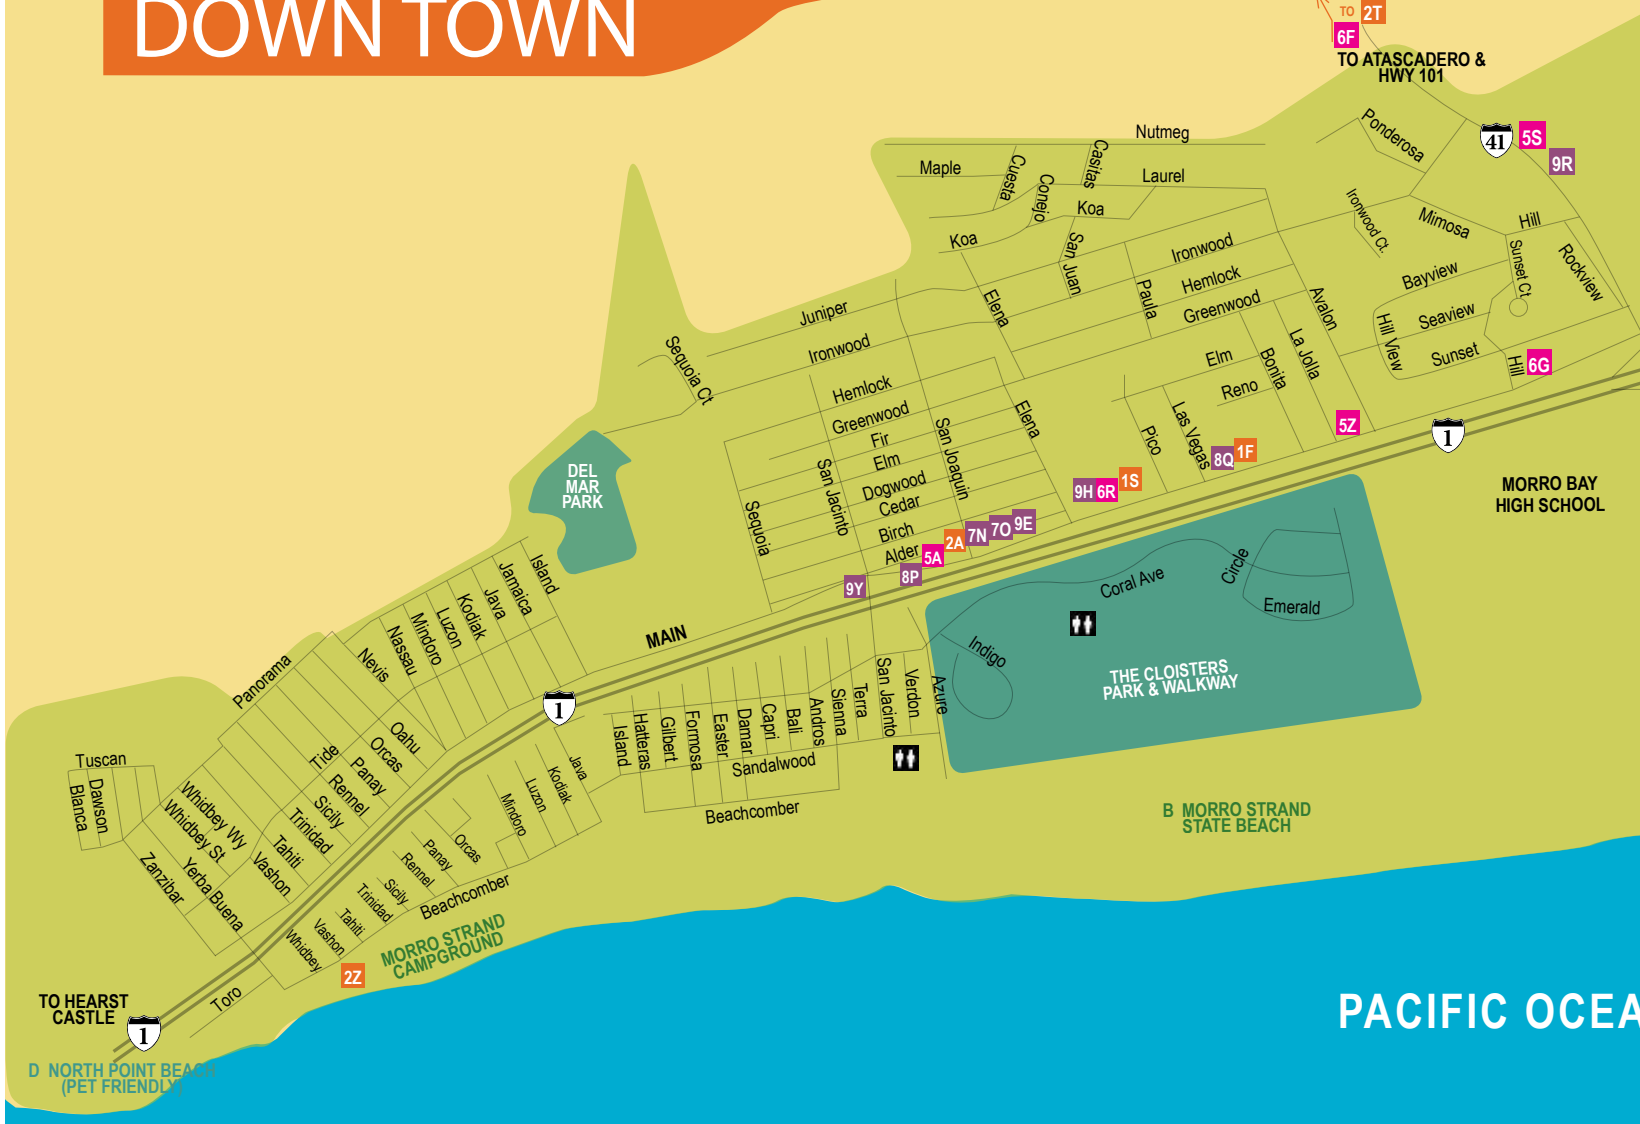 DOWN TOWN
TO 2T
6F
TO ATASCADERO &
HWY 101
41
5S
9R
Nutmeg
Ponderosa
Maple
Cuesta
Casitas
Conejo
Laurel
Koa
Koa
San Juan
Ironwood Ct.
Mimosa
Hill
Sunset Ct
Rockview
Ironwood
Hemlock
Greenwood
Paula
Elena
Bayview
Avalon
Seaview
Hill View
Sunset
Hill
6G
Juniper
Ironwood
Sequoia Ct
La Jolla
Bonita
Elm
Reno
Hemlock
Greenwood
Fir
Elm
Dogwood
Cedar
Birch
Alder
San Joaquin
San Jacinto
Sequoia
Elena
Pico
Las Vegas
8Q
1F
5Z
1
9H
6R
1S
MORRO BAY
HIGH SCHOOL
DEL
MAR
PARK
5A
2A
7N
7O
9E
8P
9Y
Island
Jamaica
Java
Kodiak
Luzon
Mindoro
Nassau
Nevis
Panorama
MAIN
1
Coral Ave
Circle
Emerald
Indigo
THE CLOISTERS
PARK & WALKWAY
Azure
Verdon
San Jacinto
Terra
Sienna
Andros
Bali
Capri
Damar
Easter
Formosa
Gilbert
Hatteras
Island
Sandalwood
Beachcomber
Oahu
Orcas
Panay
Tide
Rennel
Sicily
Trinidad
Tahiti
Vashon
Whidbey Wy
Whidbey St
Yerba Buena
Zanzibar
Tuscan
Dawson
Blanca
Java
Kodiak
Luzon
Mindoro
Orcas
Panay
Rennel
Sicily
Trinidad
Tahiti
Vashon
Whidbey
Beachcomber
B MORRO STRAND
STATE BEACH
MORRO STRAND
CAMPGROUND
2Z
Toro
TO HEARST
CASTLE
1
PACIFIC OCEA
D NORTH POINT BEACH
(PET FRIENDLY)